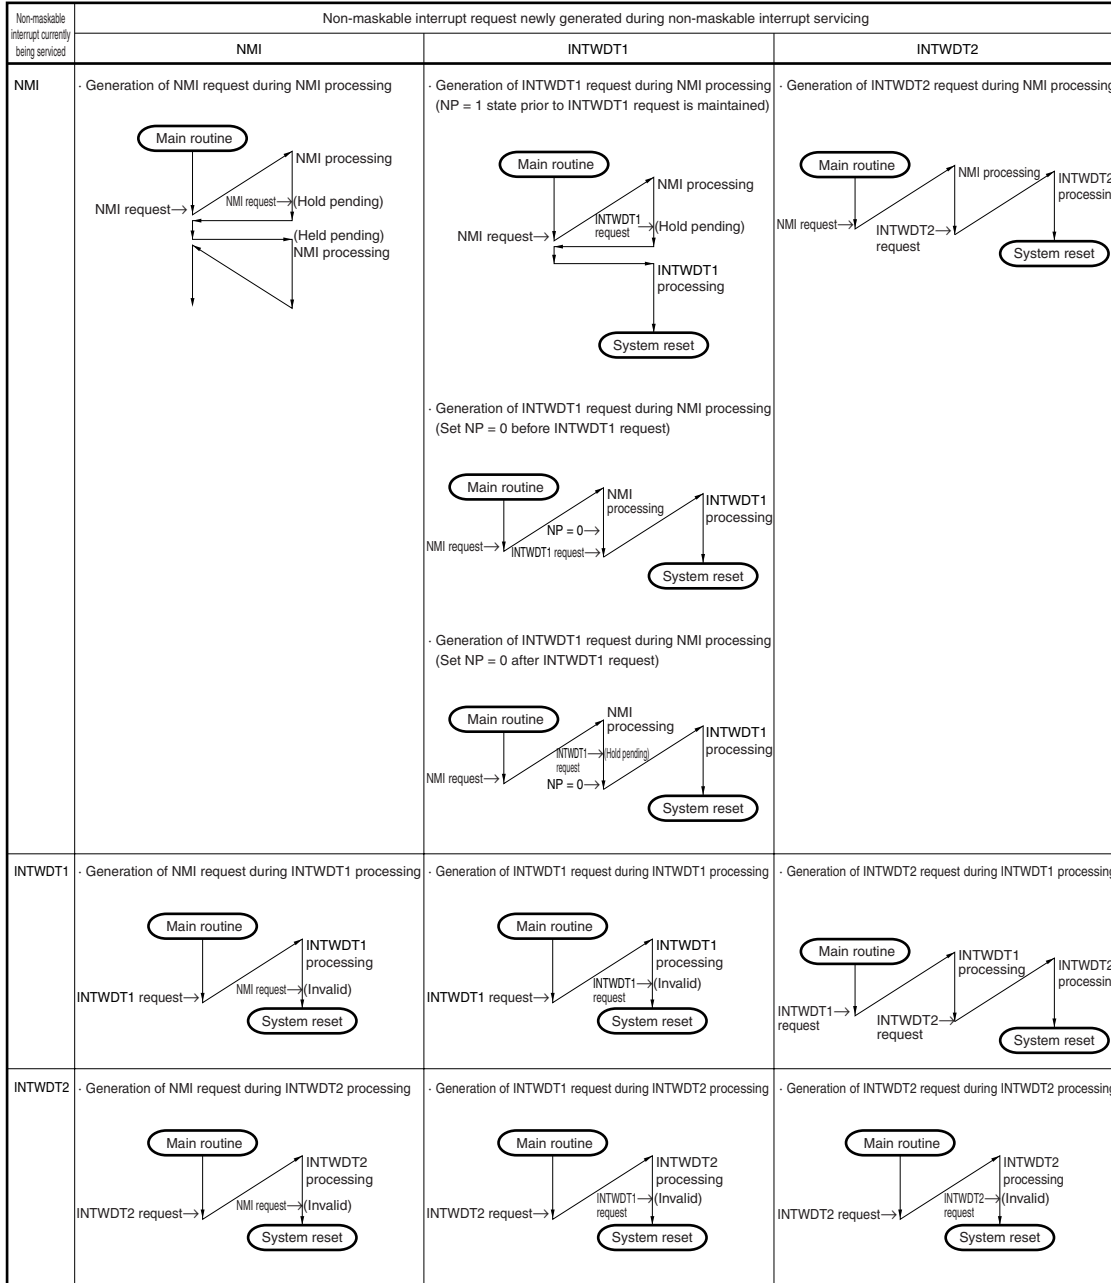 Non-maskable
interrupt currently
being serviced
Non-maskable interrupt request newly generated during non-maskable interrupt servicing
NMI
INTWDT1
INTWDT2
NMI
· Generation of NMI request during NMI processing
Main routine
NMI processing
NMI request→
NMI request→(Hold pending)
(Held pending)
NMI processing
· Generation of INTWDT1 request during NMI processing
(NP = 1 state prior to INTWDT1 request is maintained)
Main routine
NMI processing
NMI request→
INTWDT1
request
→(Hold pending)
INTWDT1
processing
System reset
· Generation of INTWDT1 request during NMI processing
(Set NP = 0 before INTWDT1 request)
Main routine
NMI
processing
INTWDT1
processing
NP = 0→
NMI request→
INTWDT1 request→
System reset
· Generation of INTWDT1 request during NMI processing
(Set NP = 0 after INTWDT1 request)
Main routine
NMI
processing
INTWDT1
processing
INTWDT1→(Hold pending)
request
NMI request→
NP = 0→
System reset
· Generation of INTWDT2 request during NMI processing
Main routine
NMI processing
INTWDT2
processin
NMI request→
INTWDT2→
request
System reset
INTWDT1
· Generation of NMI request during INTWDT1 processing
Main routine
INTWDT1
processing
INTWDT1 request→
NMI request→(Invalid)
System reset
· Generation of INTWDT1 request during INTWDT1 processing
Main routine
INTWDT1
processing
INTWDT1 request→
INTWDT1→(Invalid)
request
System reset
· Generation of INTWDT2 request during INTWDT1 processing
Main routine
INTWDT1
processing
INTWDT2
processin
INTWDT1→
request
INTWDT2→
request
System reset
INTWDT2
· Generation of NMI request during INTWDT2 processing
Main routine
INTWDT2
processing
INTWDT2 request→
NMI request→(Invalid)
System reset
· Generation of INTWDT1 request during INTWDT2 processing
Main routine
INTWDT2
processing
INTWDT2 request→
INTWDT1→(Invalid)
request
System reset
· Generation of INTWDT2 request during INTWDT2 processing
Main routine
INTWDT2
processing
INTWDT2 request→
INTWDT2→(Invalid)
request
System reset